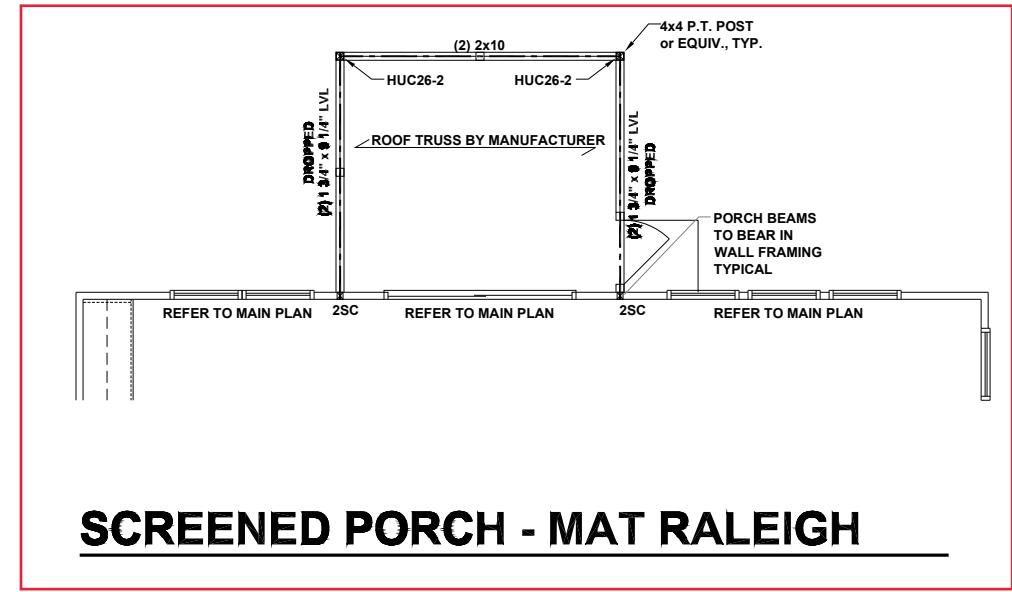 4x4 P.T. POST
or EQUIV., TYP.
(2) 2x10
HUC26-2
HUC26-2
DROPPED
(2) 1 3/4" x 9 1/4" LVL
ROOF TRUSS BY MANUFACTURER
(2) 1 3/4" x 9 1/4" LVL
DROPPED
PORCH BEAMS
TO BEAR IN
WALL FRAMING
TYPICAL
REFER TO MAIN PLAN
2SC
REFER TO MAIN PLAN
2SC
REFER TO MAIN PLAN
SCREENED PORCH - MAT RALEIGH